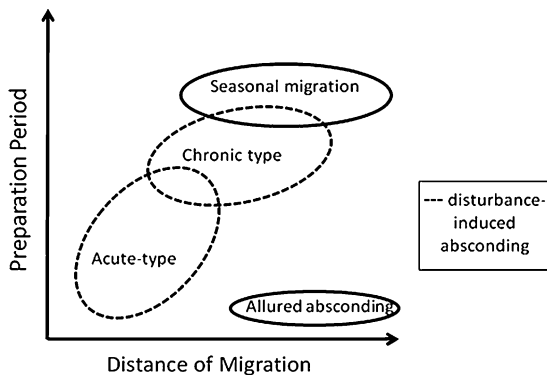 Preparation Period
Seasonal migration
Chronic type
Acute-type
Allured absconding
--- disturbance-
induced
absconding
Distance of Migration